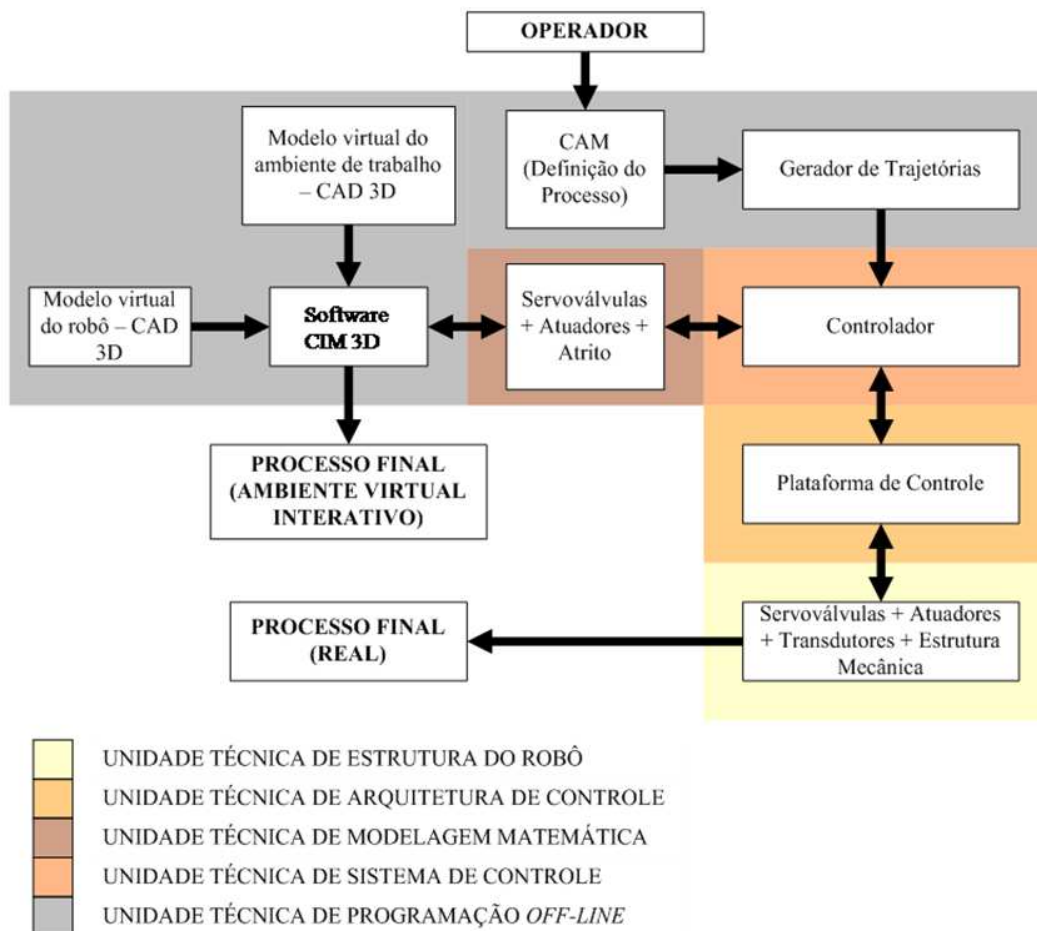 OPERADOR
Modelo virtual do
ambiente de trabalho
– CAD 3D
CAM
(Definição do
Processo)
Gerador de Trajetórias
Modelo virtual
do robô – CAD
3D
Software
CIM 3D
Servoválvulas
+ Atuadores +
Atrito
Controlador
PROCESSO FINAL
(AMBIENTE VIRTUAL
INTERATIVO)
Plataforma de Controle
PROCESSO FINAL
(REAL)
Servoválvulas + Atuadores
+ Transdutores + Estrutura
Mecânica
UNIDADE TÉCNICA DE ESTRUTURA DO ROBÔ
UNIDADE TÉCNICA DE ARQUITETURA DE CONTROLE
UNIDADE TÉCNICA DE MODELAGEM MATEMÁTICA
UNIDADE TÉCNICA DE SISTEMA DE CONTROLE
UNIDADE TÉCNICA DE PROGRAMAÇÃO OFF-LINE